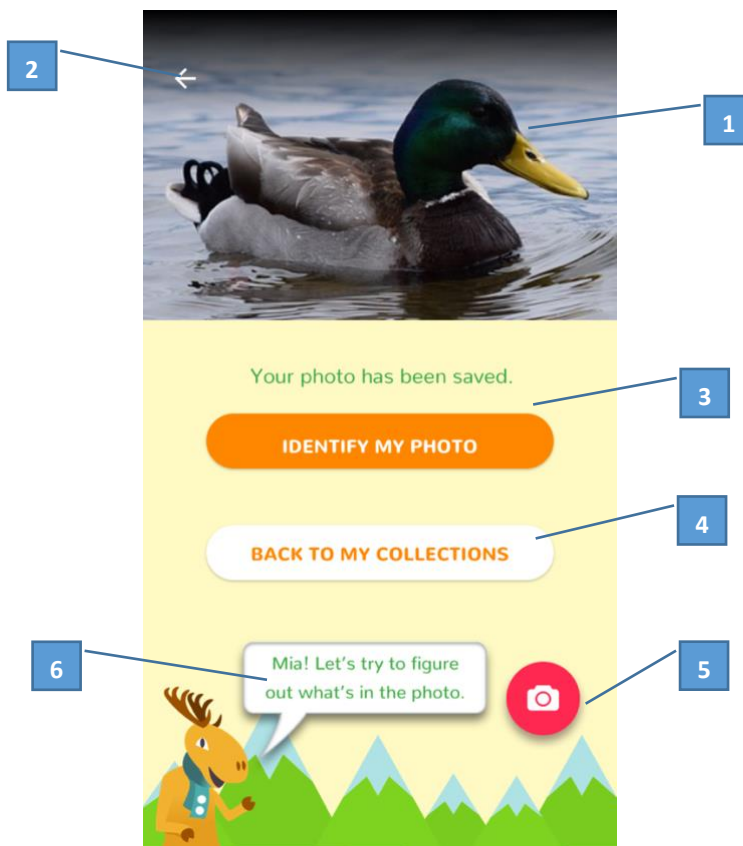 2
1
Your photo has been saved.
3
IDENTIFY MY PHOTO
4
BACK TO MY COLLECTIONS
6
Mia! Let's try to figure
out what's in the photo.
5